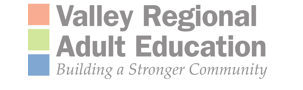 Valley Regional
Adult Education
Building a Stronger Community